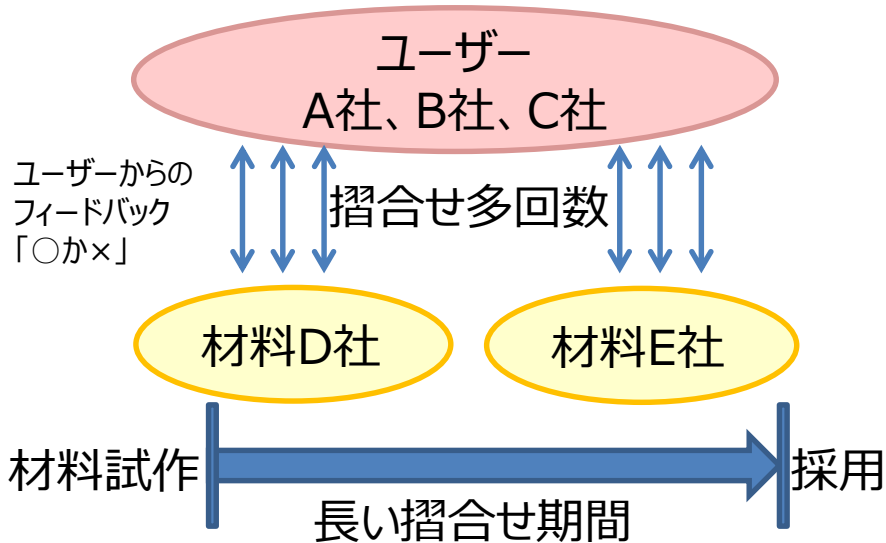 ユーザー
A社、B社、C社
ユーザーからの
フィードバック
「○か×」
摺合せ多回数
材料D社
材料E社
材料試作
採用
長い摺合せ期間